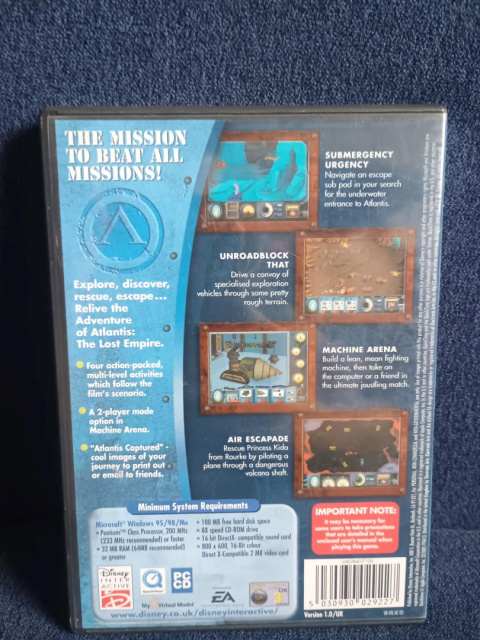 THE MISSION
TO BEAT ALL
MISSIONS!
Explore, discover,
rescue, escape...
Relive the
Adventure
of Atlantis:
The Lost Empire.
Four action-packed,
multi-level activities
which follow the
film's scenario.
A 2-player mode
option in
Machine Arena.
"Atlantis Captured" -
cool images of your
journey to print out
or email to friends.
SUBMERGENCY
URGENCY
Navigate an escape
sub pod in your search
for the underwater
entrance to Atlantis.
UNROADBLOCK
THAT
Drive a convoy of
specialised exploration
vehicles through some pretty
rough terrain.
MACHINE ARENA
Build a lean, mean fighting
machine, then take on
the computer or a friend in
the ultimate jousting match.
AIR ESCAPADE
Rescue Princess Kida
from Rourke by piloting a
plane through a dangerous
volcano shaft.
Minimum System Requirements
Microsoft® Windows 95/98/Me
• Pentium™ Class Processor, 200 MHz
(233 MHz recommended) or faster
• 32 MB RAM (64MB recommended)
or greater
• 100 MB free hard disk space
• 8X speed CD-ROM drive
• 16 bit Direct X- compatible sound card
• 800 x 600, 16 Bit colour
Direct X-Compatible 2 MB video card
IMPORTANT NOTE:
It may be necessary for
some users to take precautions
that are detailed in the
enclosed user's manual when
playing this game.
Disney
INTER
ACTIVE
QuickTime
PC
CD
My Virtual Model
EA
3
www.disney.co.uk/disneyinteractive/
Version 1.0/UK
5 030930 029227